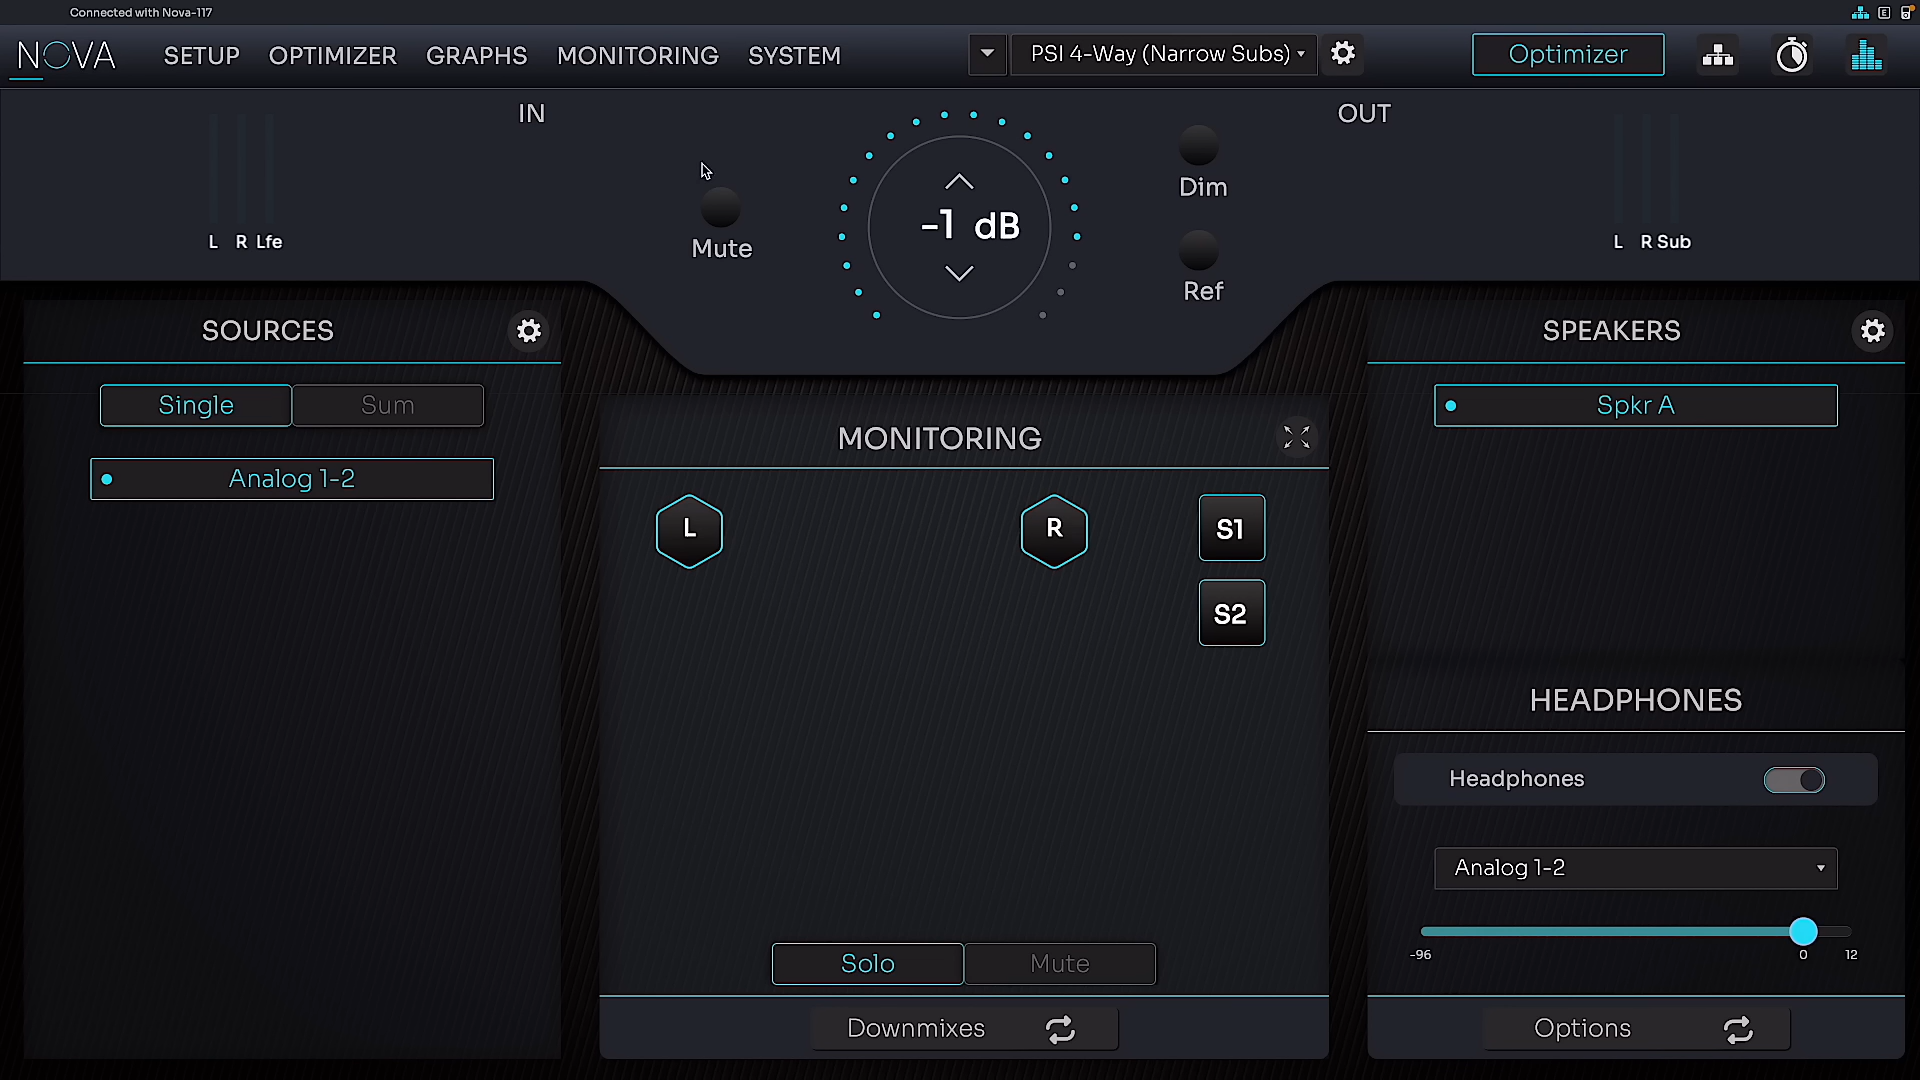 Connected with Nova-117
E
NOVA SETUP OPTIMIZER GRAPHS MONITORING SYSTEM PSI 4-Way (Narrow Subs) Optimizer
IN
OUT
L R Lfe
Mute
-1 dB
Dim
Ref
L R Sub
SOURCES
Single Sum
Analog 1-2
MONITORING
L R S1
S2
Solo Mute
Downmixes
SPEAKERS
Spkr A
HEADPHONES
Headphones
Analog 1-2
-96 0 12
Options